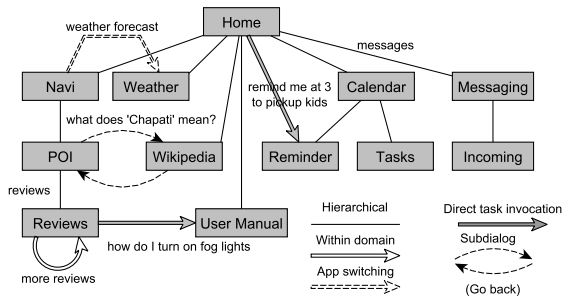 Home
weather forecast
messages
Navi
Weather
remind me at 3
to pickup kids
Calendar
Messaging
what does 'Chapati' mean?
POI
Wikipedia
Reminder
Tasks
Incoming
reviews
Reviews
User Manual
how do I turn on fog lights
more reviews
Hierarchical
Within domain
App switching
Direct task invocation
Subdialog
(Go back)